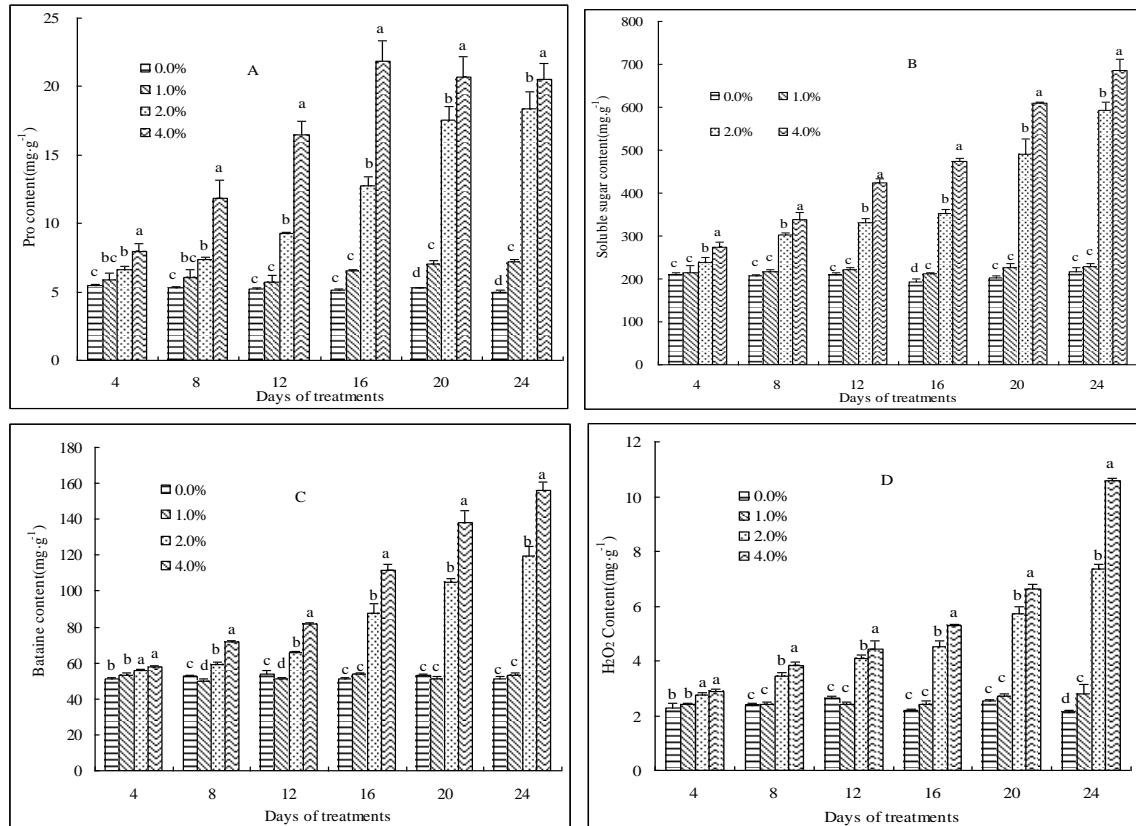 25
20
15
10
5
0
Pro content(mg·g-1)
A
0.0%
1.0%
2.0%
4.0%
c bc b a
c bc b a
c c b a
c c b a
d c b a
d c b a
4 8 12 16 20 24
Days of treatments
800
700
600
500
400
300
200
100
0
Soluble sugar content(mg.g-1)
B
0.0% 1.0%
2.0% 4.0%
c c b a
c c b a
c c b a
d c b a
c c b a
c c b a
4 8 12 16 20 24
Days of treatments
180
160
140
120
100
80
60
40
20
0
Bataine content(mg·g-1)
C
0.0%
1.0%
2.0%
4.0%
b b a a
c d b a
c d b a
c c b a
c c b a
c c b a
4 8 12 16 20 24
Days of treatments
12
10
8
6
4
2
0
H2O2 Content(mg·g-1)
D
0.0%
1.0%
2.0%
4.0%
b b a a
c c b a
c c b a
c c b a
c c b a
d c b a
4 8 12 16 20 24
Days of treatments